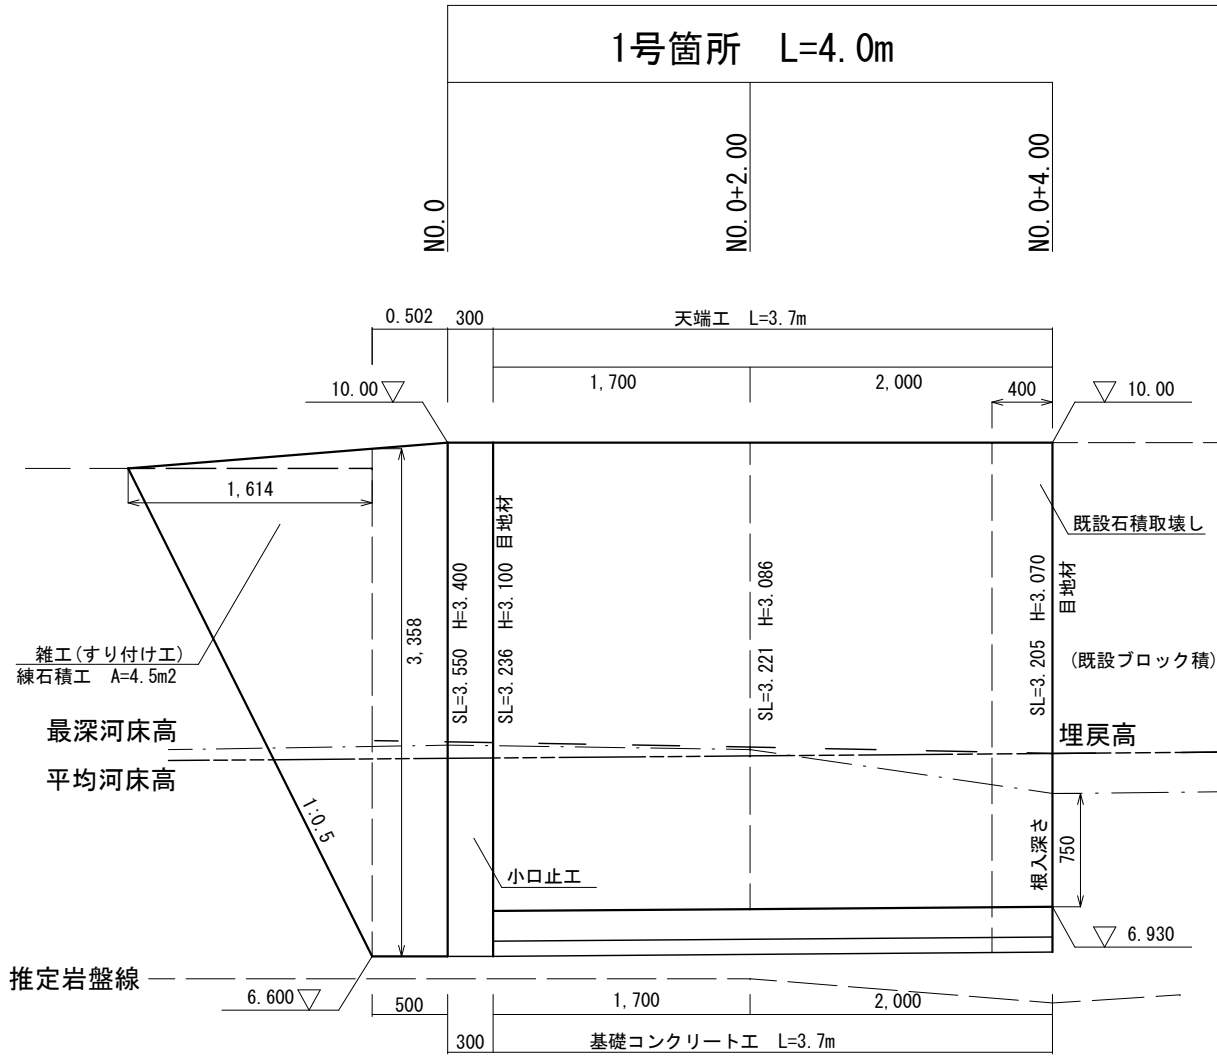 1号箇所 L=4.0m
NO.0
NO.0+2.00
NO.0+4.00
0.502
300
天端工 L=3.7m
1,700
2,000
400
10.00
10.00
1,614
目地材
既設石積取壊し
SL=3.550 H=3.400
SL=3.236 H=3.100
SL=3.221 H=3.086
SL=3.205 H=3.070
目地材
3,358
雑工(すり付け工)
練石積工 A=4.5m2
(既設ブロック積)
最深河床高
埋戻高
平均河床高
1:0.5
根入深さ
750
小口止工
6.930
推定岩盤線
6.600
500
1,700
2,000
300
基礎コンクリート工 L=3.7m